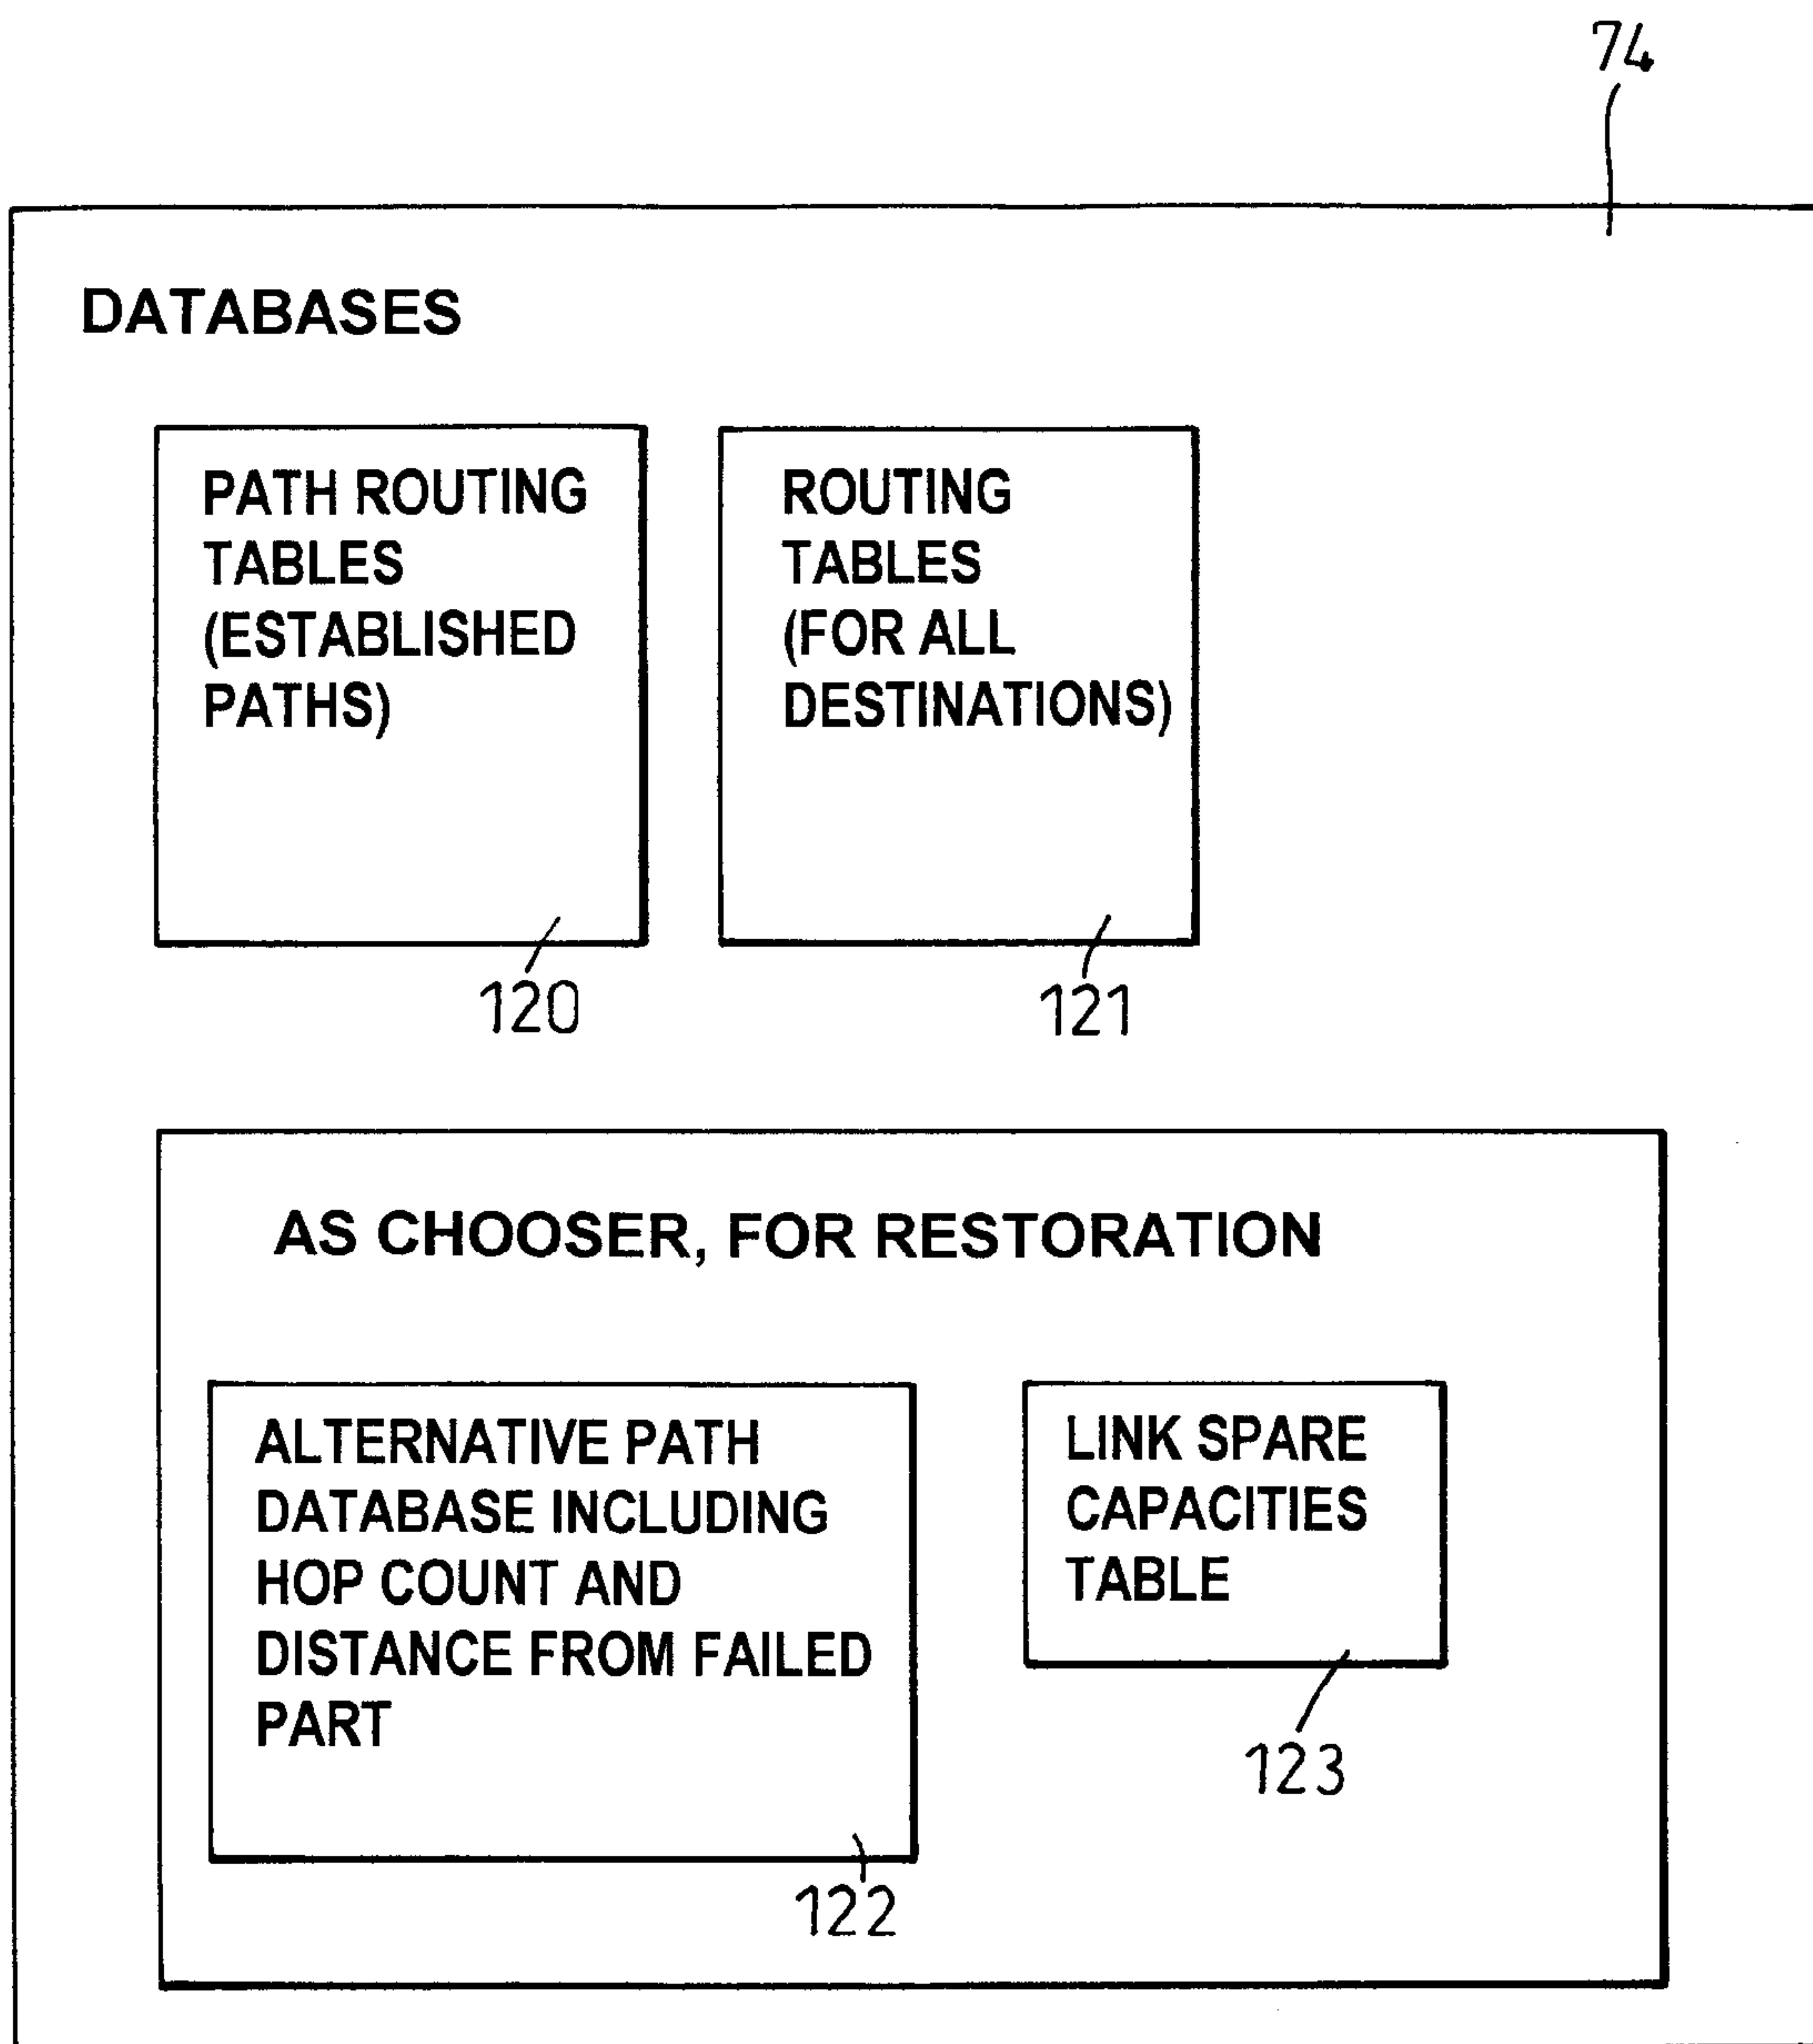 74
DATABASES
PATH ROUTING
TABLES
(ESTABLISHED
PATHS)
120
ROUTING
TABLES
(FOR ALL
DESTINATIONS)
121
AS CHOOSER, FOR RESTORATION
ALTERNATIVE PATH
DATABASE INCLUDING
HOP COUNT AND
DISTANCE FROM FAILED
PART
122
LINK SPARE
CAPACITIES
TABLE
123